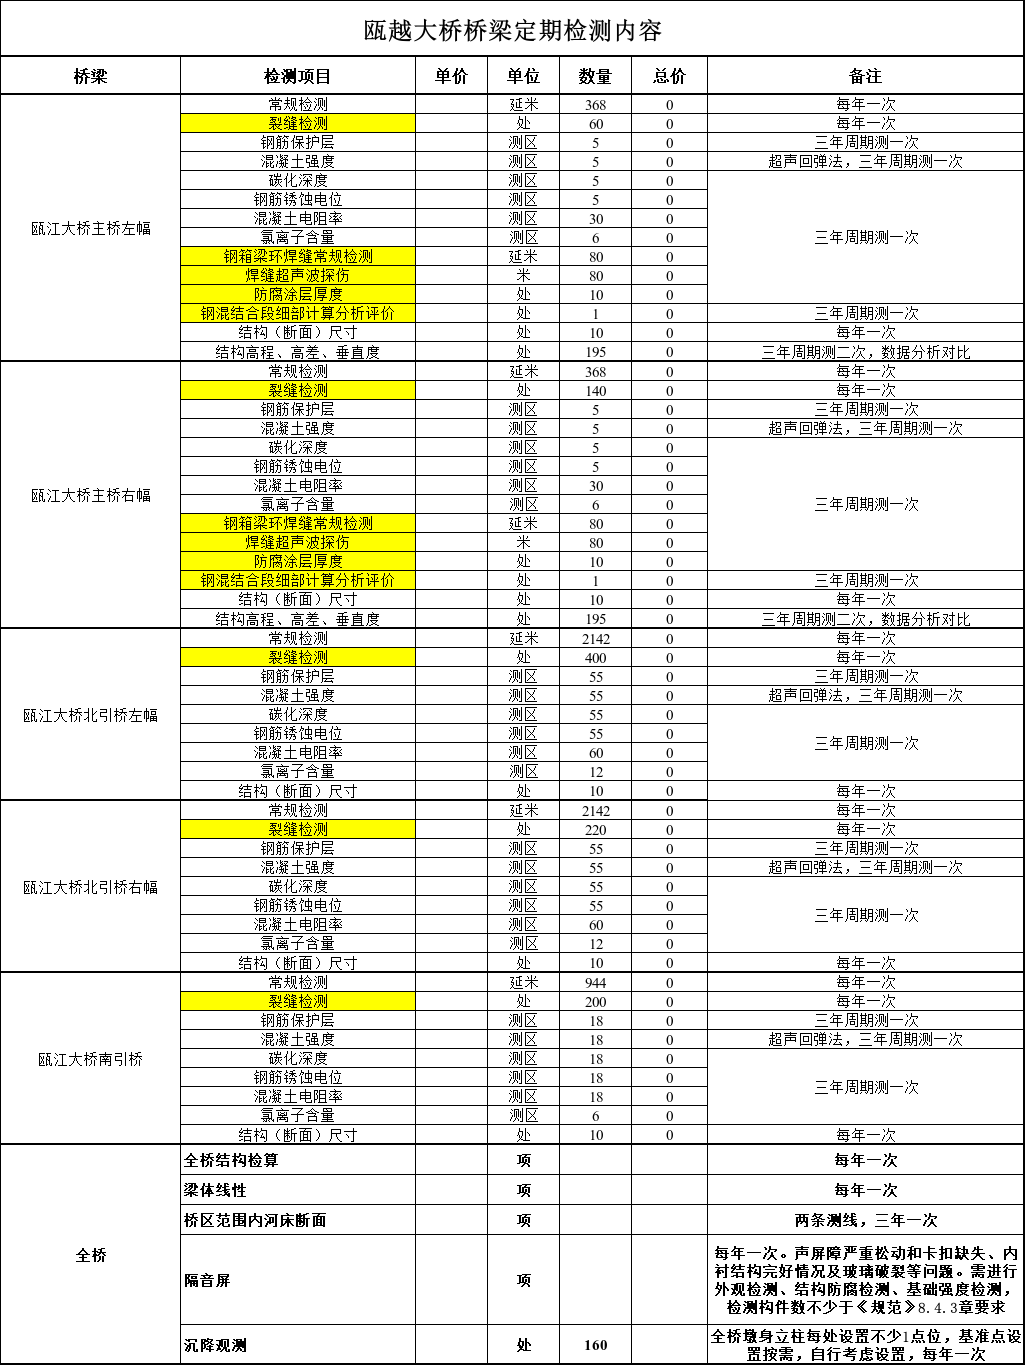 瓯越大桥桥梁定期检测内容
桥梁 检测项目 单价 单位 数量 总价 备注
瓯江大桥主桥左幅
常规检测 延米 368 0 每年一次
裂缝检测 处 60 0 每年一次
钢筋保护层 测区 5 0 三年周期测一次
混凝土强度 测区 5 0 超声回弹法，三年周期测一次
碳化深度 测区 5 0
钢筋锈蚀电位 测区 5 0
混凝土电阻率 测区 30 0
氯离子含量 测区 6 0 三年周期测一次
钢箱梁环焊缝常规检测 延米 80 0
焊缝超声波探伤 米 80 0
防腐涂层厚度 处 10 0
钢混结合段细部计算分析评价 处 1 0 三年周期测一次
结构（断面）尺寸 处 10 0 每年一次
结构高程、高差、垂直度 处 195 0 三年周期测二次，数据分析对比
瓯江大桥主桥右幅
常规检测 延米 368 0 每年一次
裂缝检测 处 140 0 每年一次
钢筋保护层 测区 5 0 三年周期测一次
混凝土强度 测区 5 0 超声回弹法，三年周期测一次
碳化深度 测区 5 0
钢筋锈蚀电位 测区 5 0
混凝土电阻率 测区 30 0
氯离子含量 测区 6 0 三年周期测一次
钢箱梁环焊缝常规检测 延米 80 0
焊缝超声波探伤 米 80 0
防腐涂层厚度 处 10 0
钢混结合段细部计算分析评价 处 1 0 三年周期测一次
结构（断面）尺寸 处 10 0 每年一次
结构高程、高差、垂直度 处 195 0 三年周期测二次，数据分析对比
瓯江大桥北引桥左幅
常规检测 延米 2142 0 每年一次
裂缝检测 处 400 0 每年一次
钢筋保护层 测区 55 0 三年周期测一次
混凝土强度 测区 55 0 超声回弹法，三年周期测一次
碳化深度 测区 55 0
钢筋锈蚀电位 测区 55 0 三年周期测一次
混凝土电阻率 测区 60 0
氯离子含量 测区 12 0
结构（断面）尺寸 处 10 0 每年一次
瓯江大桥北引桥右幅
常规检测 延米 2142 0 每年一次
裂缝检测 处 220 0 每年一次
钢筋保护层 测区 55 0 三年周期测一次
混凝土强度 测区 55 0 超声回弹法，三年周期测一次
碳化深度 测区 55 0
钢筋锈蚀电位 测区 55 0 三年周期测一次
混凝土电阻率 测区 60 0
氯离子含量 测区 12 0
结构（断面）尺寸 处 10 0 每年一次
瓯江大桥南引桥
常规检测 延米 944 0 每年一次
裂缝检测 处 200 0 每年一次
钢筋保护层 测区 18 0 三年周期测一次
混凝土强度 测区 18 0 超声回弹法，三年周期测一次
碳化深度 测区 18 0
钢筋锈蚀电位 测区 18 0 三年周期测一次
混凝土电阻率 测区 18 0
氯离子含量 测区 6 0
结构（断面）尺寸 处 10 0 每年一次
全桥
全桥结构检算 项 每年一次
梁体线性 项 每年一次
桥区范围内河床断面 项 两条测线，三年一次
隔音屏 项
每年一次。声屏障严重松动和卡扣缺失、内
衬结构完好情况及玻璃破裂等问题。需进行
外观检测、结构防腐检测、基础强度检测，
检测构件数不少于《规范》8.4.3章要求
沉降观测 处 160
全桥墩身立柱每处设置不少1点位，基准点设
置按需，自行考虑设置，每年一次